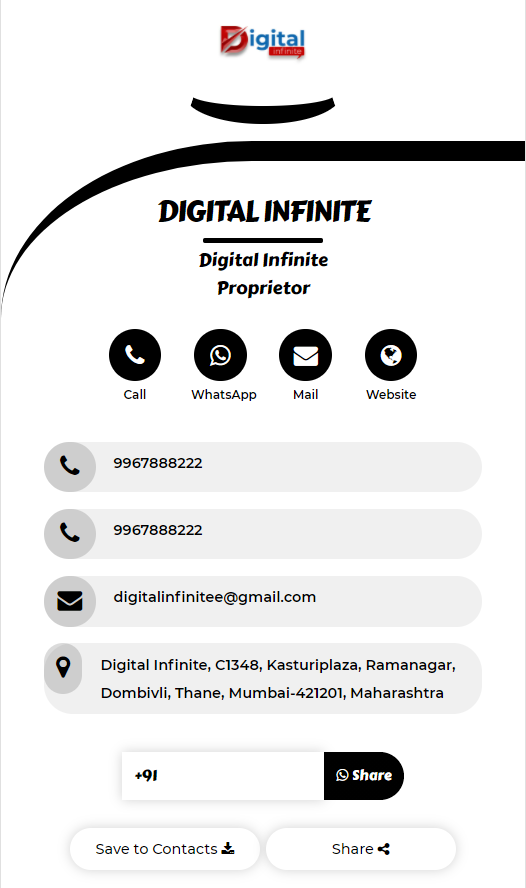 Digital
infinite
DIGITAL INFINITE
Digital Infinite
Proprietor
Call WhatsApp Mail Website
9967888222
9967888222
digitalinfinitee@gmail.com
Digital Infinite, C1348, Kasturiplaza, Ramanagar,
Dombivli, Thane, Mumbai-421201, Maharashtra
+91 Share
Save to Contacts Share